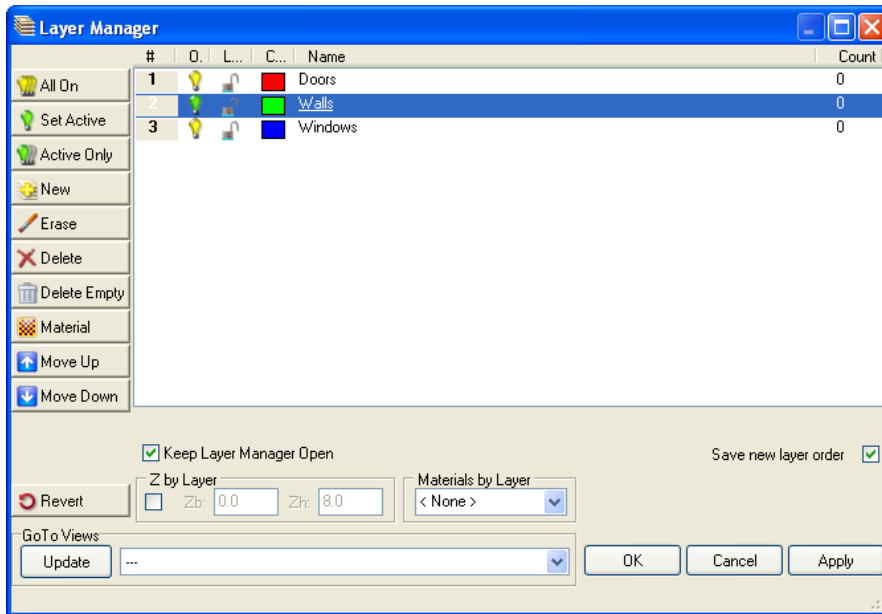 Layer Manager
# O. L... C... Name Count
All On
Set Active
Active Only
New
Erase
Delete
Delete Empty
Material
Move Up
Move Down
1 Doors 0
2 Walls 0
3 Windows 0
Keep Layer Manager Open
Save new layer order
Revert
Z by Layer
Zb: 0.0 Zh: 8.0
Materials by Layer
< None >
GoTo Views
Update ---
OK Cancel Apply